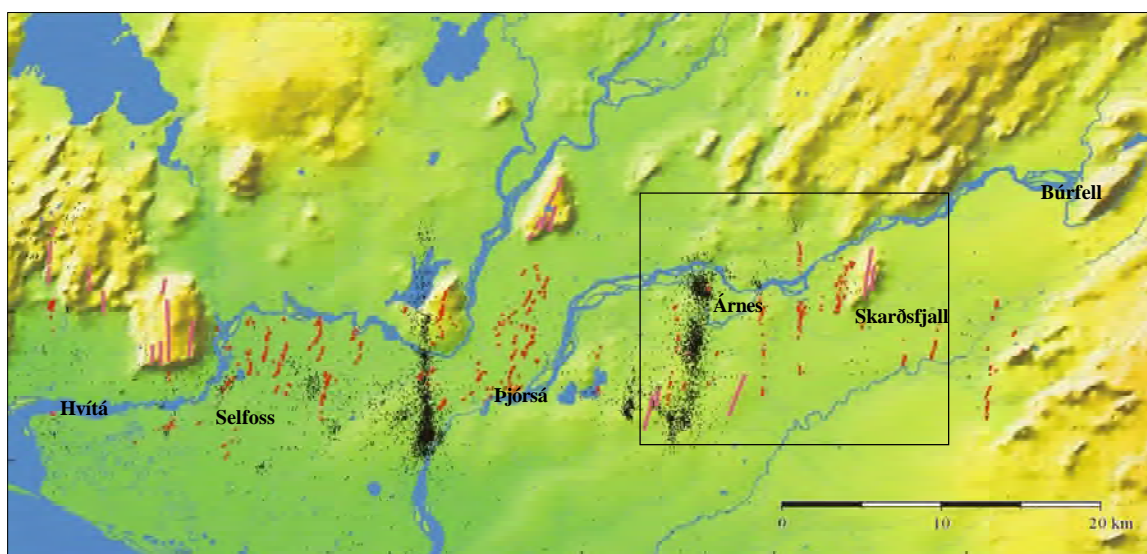 Búrfell
Árnes
Skarðsfjall
Þjórsá
Hvítá
Selfoss
0 10 20 km